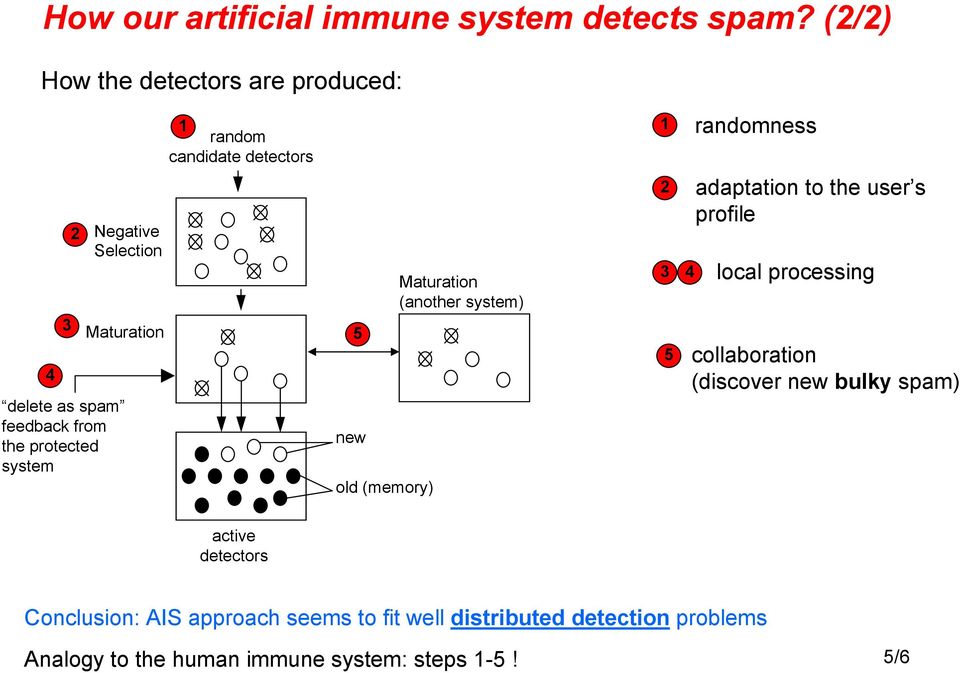 How our artificial immune system detects spam? (2/2)
How the detectors are produced:
1
random
candidate detectors
2
Negative
Selection
3
Maturation
4
“ delete as spam”
feedback from
the protected
system
5
Maturation
(another system)
new
old (memory)
active
detectors
1 randomness
2 adaptation to the user s
profile
3 4 local processing
5 collaboration
(discover new bulky spam)
Conclusion: AIS approach seems to fit well distributed detection problems
Analogy to the human immune system: steps 1-5 !
5/6